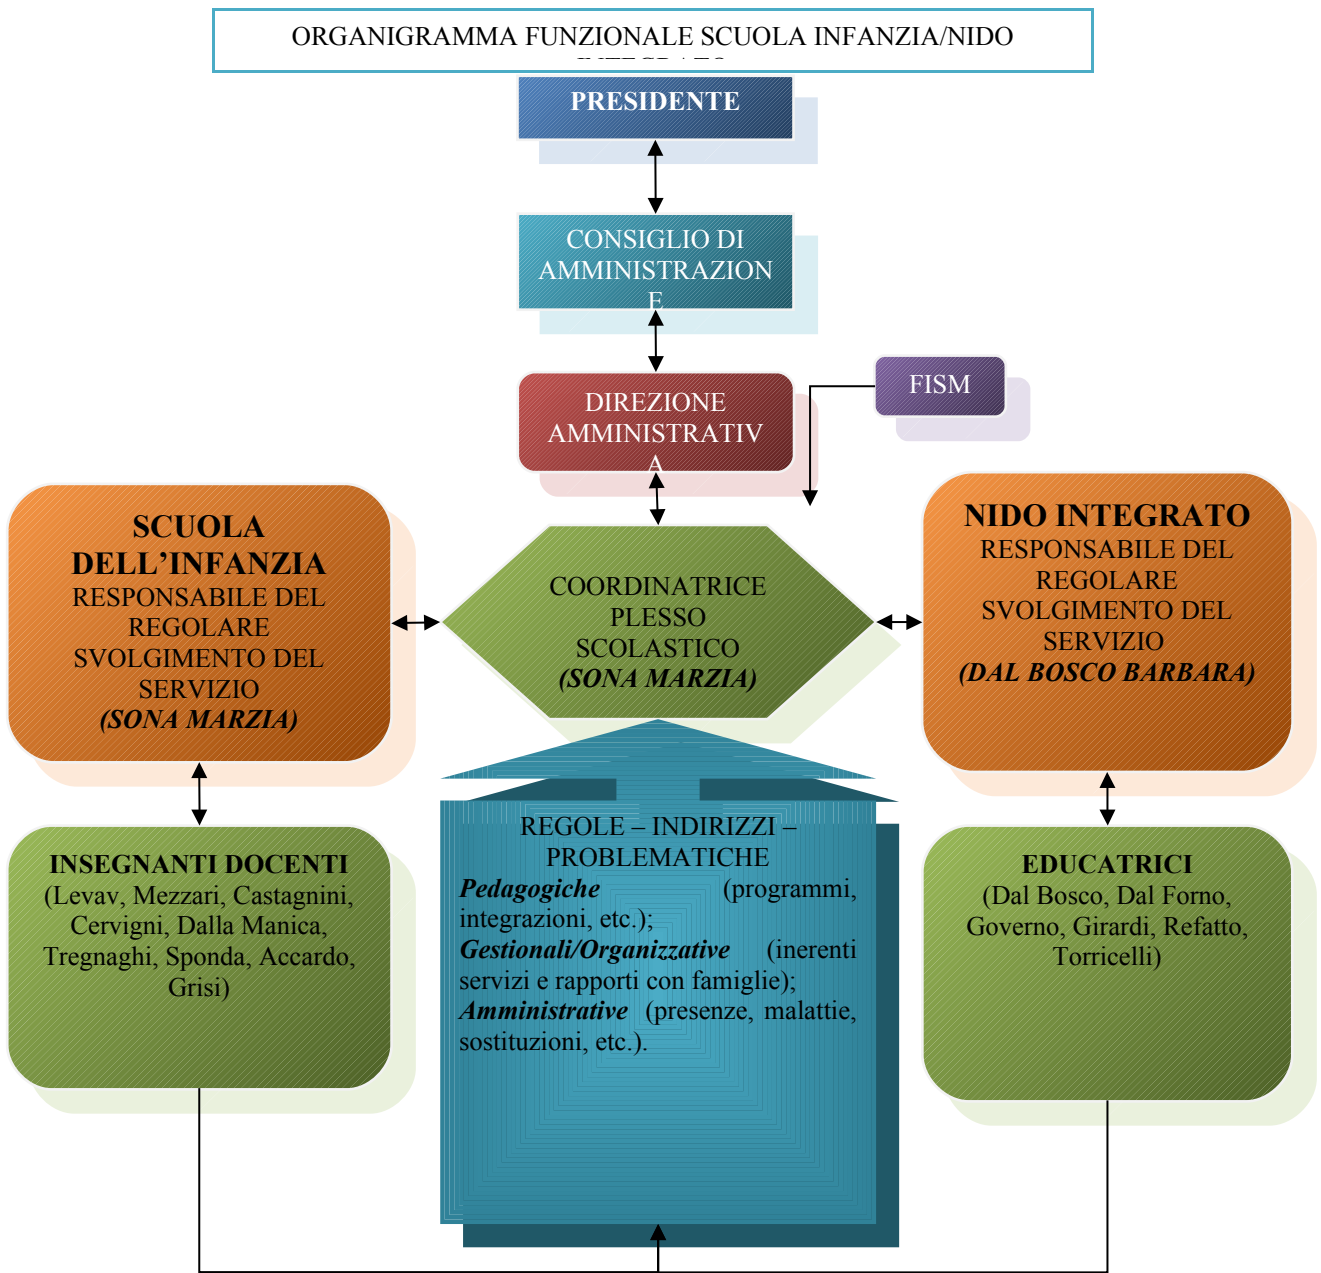 ORGANIGRAMMA FUNZIONALE SCUOLA INFANZIA/NIDO
PRESIDENTE
CONSIGLIO DI
AMMINISTRAZION
E
DIREZIONE
AMMINISTRATIV
A
FISM
SCUOLA
DELL’INFANZIA
RESPONSABILE DEL
REGOLARE
SVOLGIMENTO DEL
SERVIZIO
(SONA MARZIA)
COORDINATRICE
PLESSO
SCOLASTICO
(SONA MARZIA)
NIDO INTEGRATO
RESPONSABILE DEL
REGOLARE
SVOLGIMENTO DEL
SERVIZIO
(DAL BOSCO BARBARA)
INSEGNANTI DOCENTI
(Levav, Mezzari, Castagnini,
Cervigni, Dalla Manica,
Tregnaghi, Sponda, Accardo,
Grisi)
REGOLE – INDIRIZZI –
PROBLEMATICHE
Pedagogiche (programmi,
integrazioni, etc.);
Gestionali/Organizzative (inerenti
servizi e rapporti con famiglie);
Amministrative (presenze, malattie,
sostituzioni, etc.).
EDUCATRICI
(Dal Bosco, Dal Forno,
Governo, Girardi, Refatto,
Torricelli)